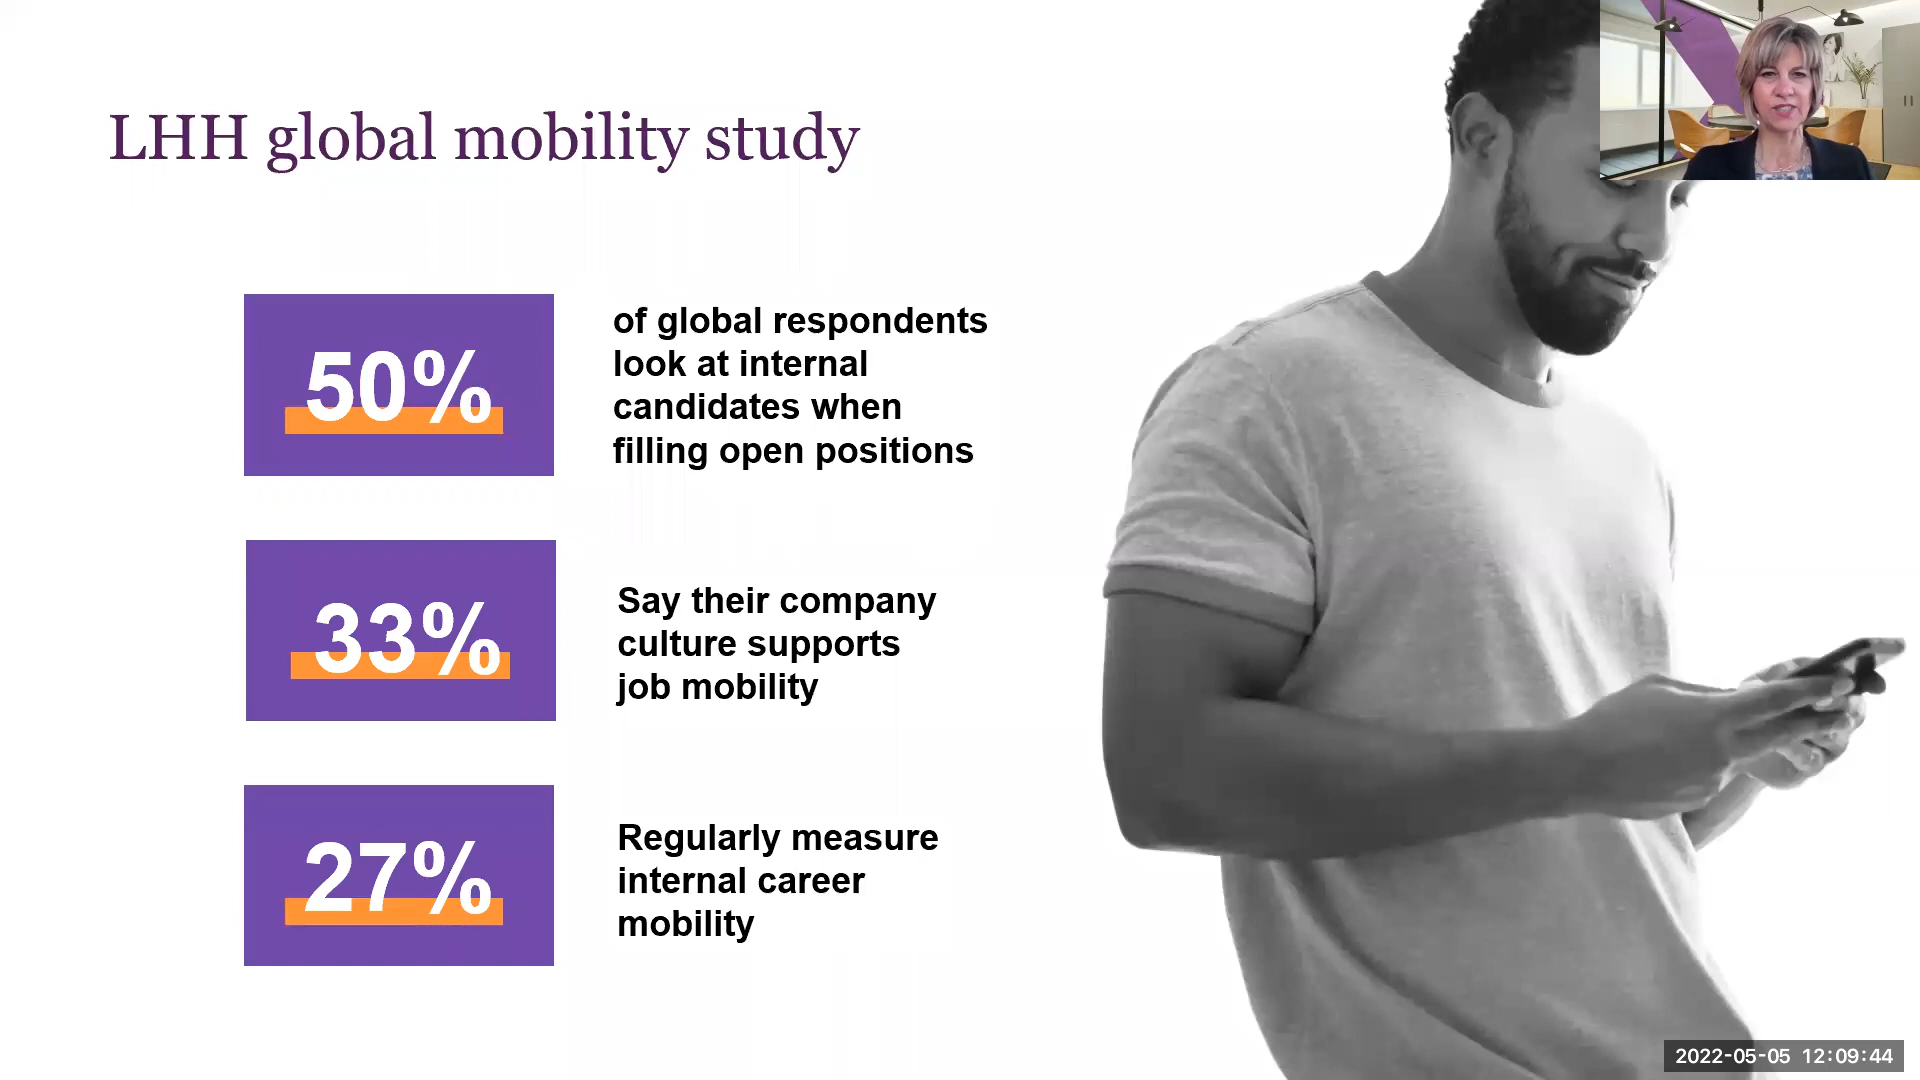 LHH global mobility study
50%
of global respondents
look at internal
candidates when
filling open positions
33%
Say their company
culture supports
job mobility
27%
Regularly measure
internal career
mobility
2022-05-05 12:09:44